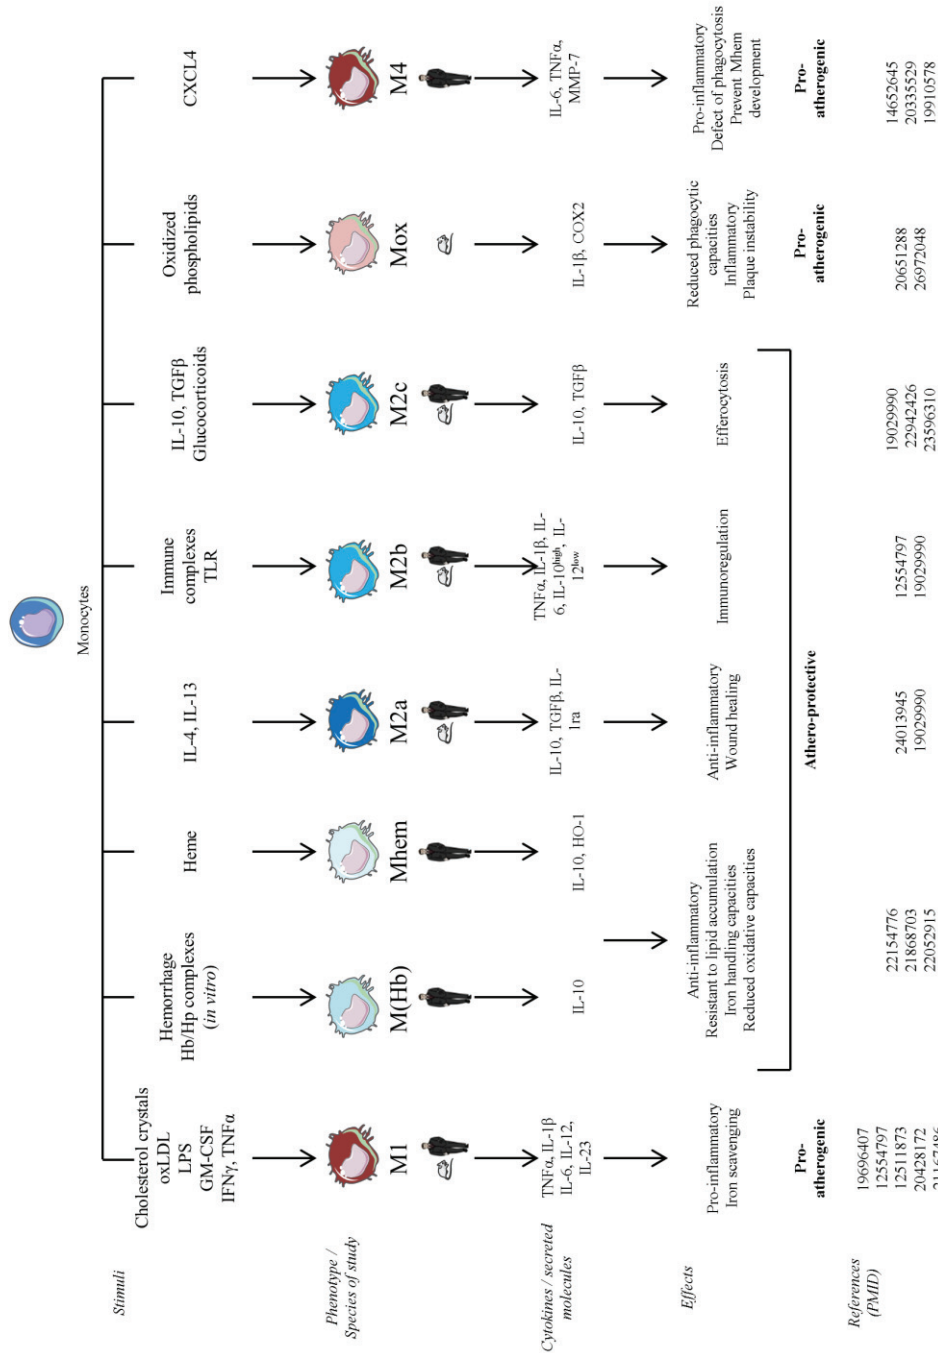 Monocytes
Stimuli
Cholesterol crystals
oxLDL
LPS
GM-CSF
IFNγ, TNFα
Hemorrhage
Hb/Hp complexes
(in vitro)
Heme
IL-4, IL-13
Immune
complexes
TLR
IL-10, TGFβ
Glucocorticoids
Oxidized
phospholipids
CXCL4
Phenotype /
Species of study
M1
M(Hb)
Mhem
M2a
M2b
M2c
Mox
M4
Cytokines / secreted
molecules
TNFα, IL-1β
IL-6, IL-12,
IL-23
IL-10
IL-10, HO-1
IL-10, TGFβ, IL-
1ra
TNFα, IL-1β, IL-
6, IL-10high, IL-
12low
IL-10, TGFβ
IL-1β, COX2
IL-6, TNFα,
MMP-7
Effects
Pro-inflammatory
Iron scavenging
Anti-inflammatory
Resistant to lipid accumulation
Iron handling capacities
Reduced oxidative capacities
Anti-inflammatory
Wound healing
Immunoregulation
Efferocytosis
Reduced phagocytic
capacities
Inflammatory
Plaque instability
Pro-inflammatory
Defect of phagocytosis
Prevent Mhem
development
Pro-
atherogenic
Athero-protective
Pro-
atherogenic
Pro-
atherogenic
References
(PMID)
19696407
12554797
12511873
20428172
22154776
21868703
22052915
24013945
19029990
12554797
19029990
19029990
22942426
23596310
20651288
26972048
14652645
20335529
19910578